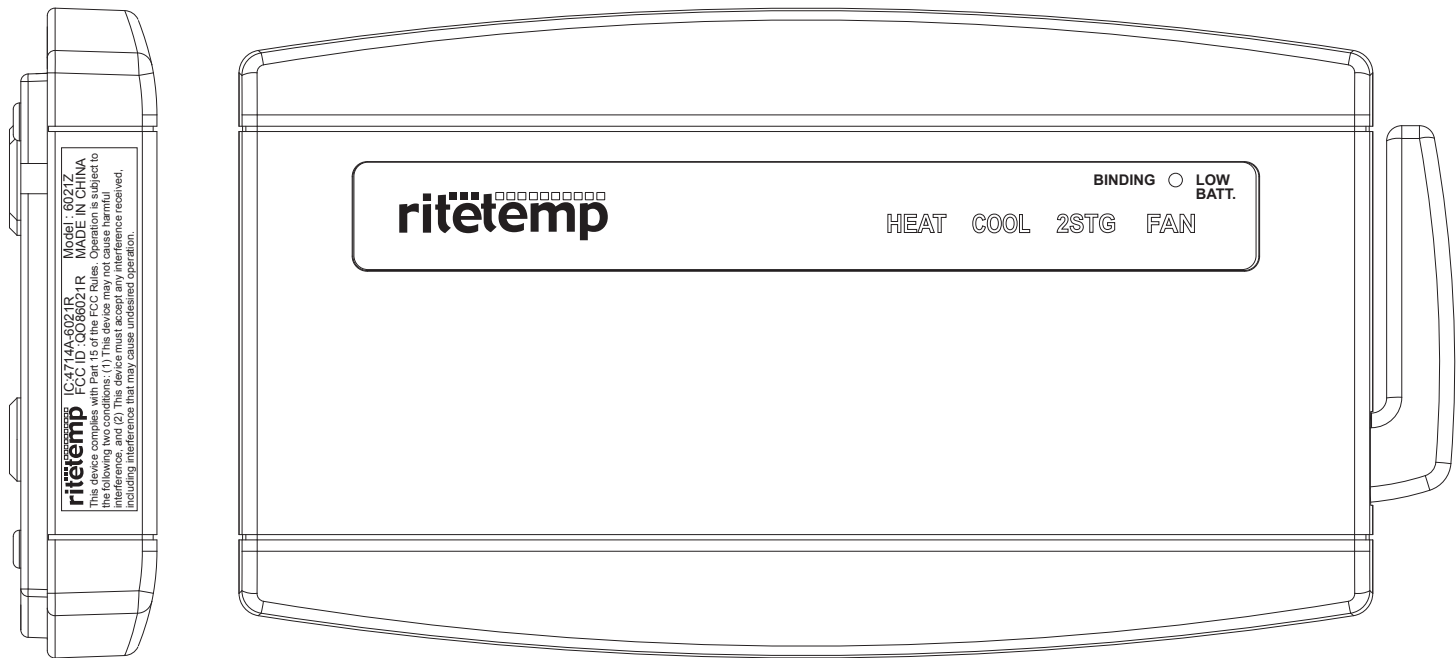 ritetemp IC:4714A-6021R Model : 6021Z
FCC ID :QO86021R MADE IN CHINA
This device complies with Part 15 of the FCC Rules. Operation is subject to
the following two conditions: (1) This device may not cause harmful
interference, and (2) This device must accept any interference received,
including interference that may cause undesired operation.
BINDING LOW
BATT.
ritetemp
HEAT COOL 2STG FAN